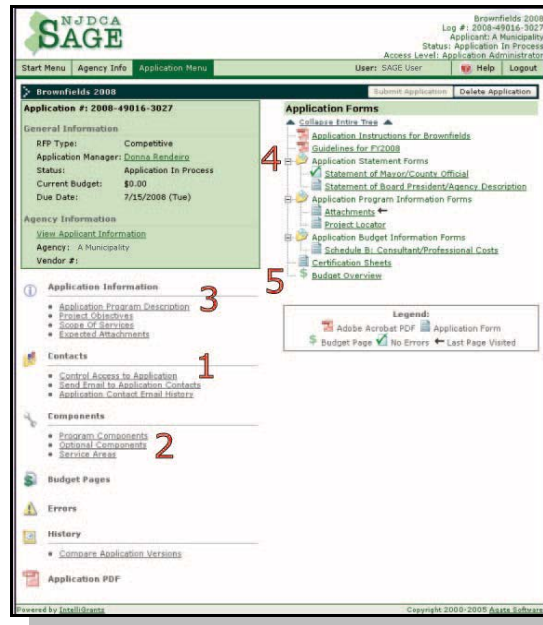 NJDCA
SAGE
Brownfields 2008
Log #: 2008-49016-3027
Applicant: A Municipality
Status: Application In Process
Access Level: Application Administrator
Start Menu Agency Info Application Menu User: SAGE User Help Logout
Brownfields 2008 Submit Application Delete Application
Application #: 2008-49016-3027
General Information
RFP Type: Competitive
Application Manager: Donna Rendeiro
Status: Application In Process
Current Budget: $0.00
Due Date: 7/15/2008 (Tue)
Agency Information
View Applicant Information
Agency: A Municipality
Vendor #:
Application Information
Application Program Description
Project Objectives
Scope Of Services
Expected Attachments
3
Contacts
Control Access to Application
Send Email to Application Contacts
Application Contact Email History
1
Components
Program Components
Optional Components
Service Areas
2
Budget Pages
Errors
History
Compare Application Versions
Application PDF
Application Forms
Collapse Entire Tree
Application Instructions for Brownfields
Guidelines for FY2008
4
Application Statement Forms
Statement of Mayor/County Official
Statement of Board President/Agency Description
Application Program Information Forms
Attachments
Project Locator
Application Budget Information Forms
Schedule B: Consultant/Professional Costs
Certification Sheets
5
$ Budget Overview
Legend:
Adobe Acrobat PDF Application Form
$ Budget Page No Errors Last Page Visited
Powered by IntelliGrants Copyright 2000-2005 Agate Software